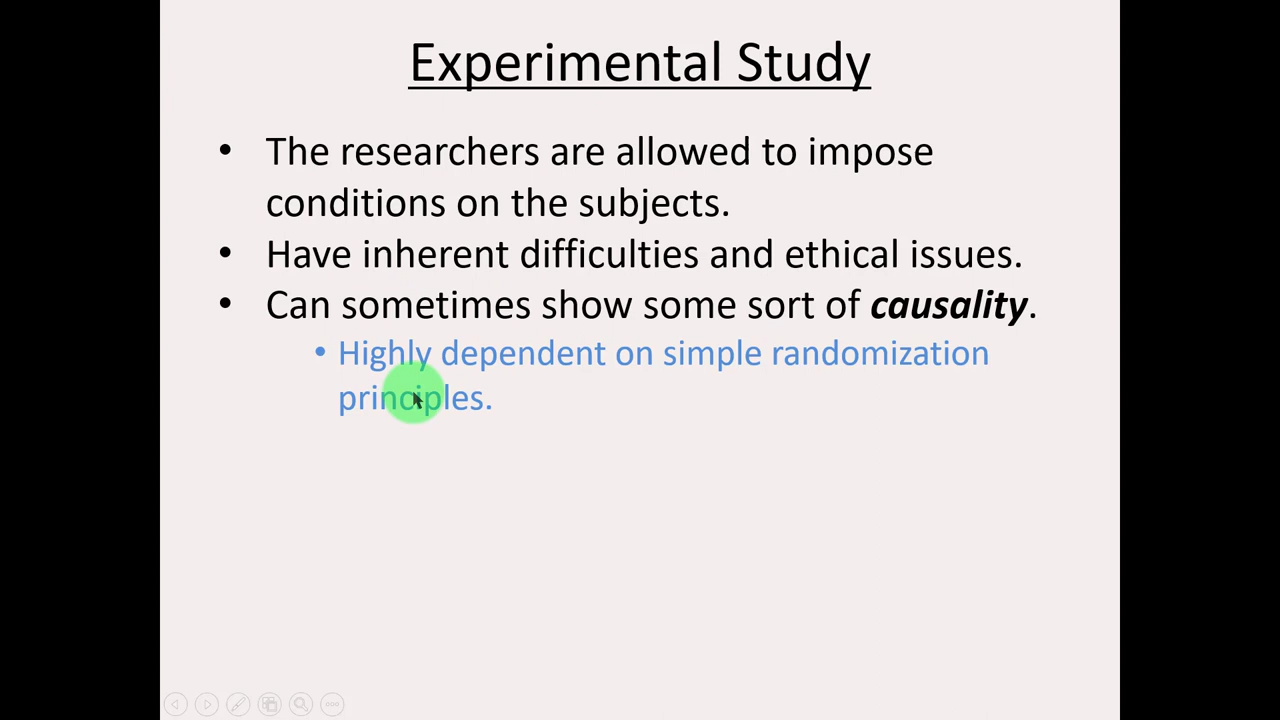 Experimental Study
• The researchers are allowed to impose
conditions on the subjects.
• Have inherent difficulties and ethical issues.
• Can sometimes show some sort of causality.
• Highly dependent on simple randomization
principles.